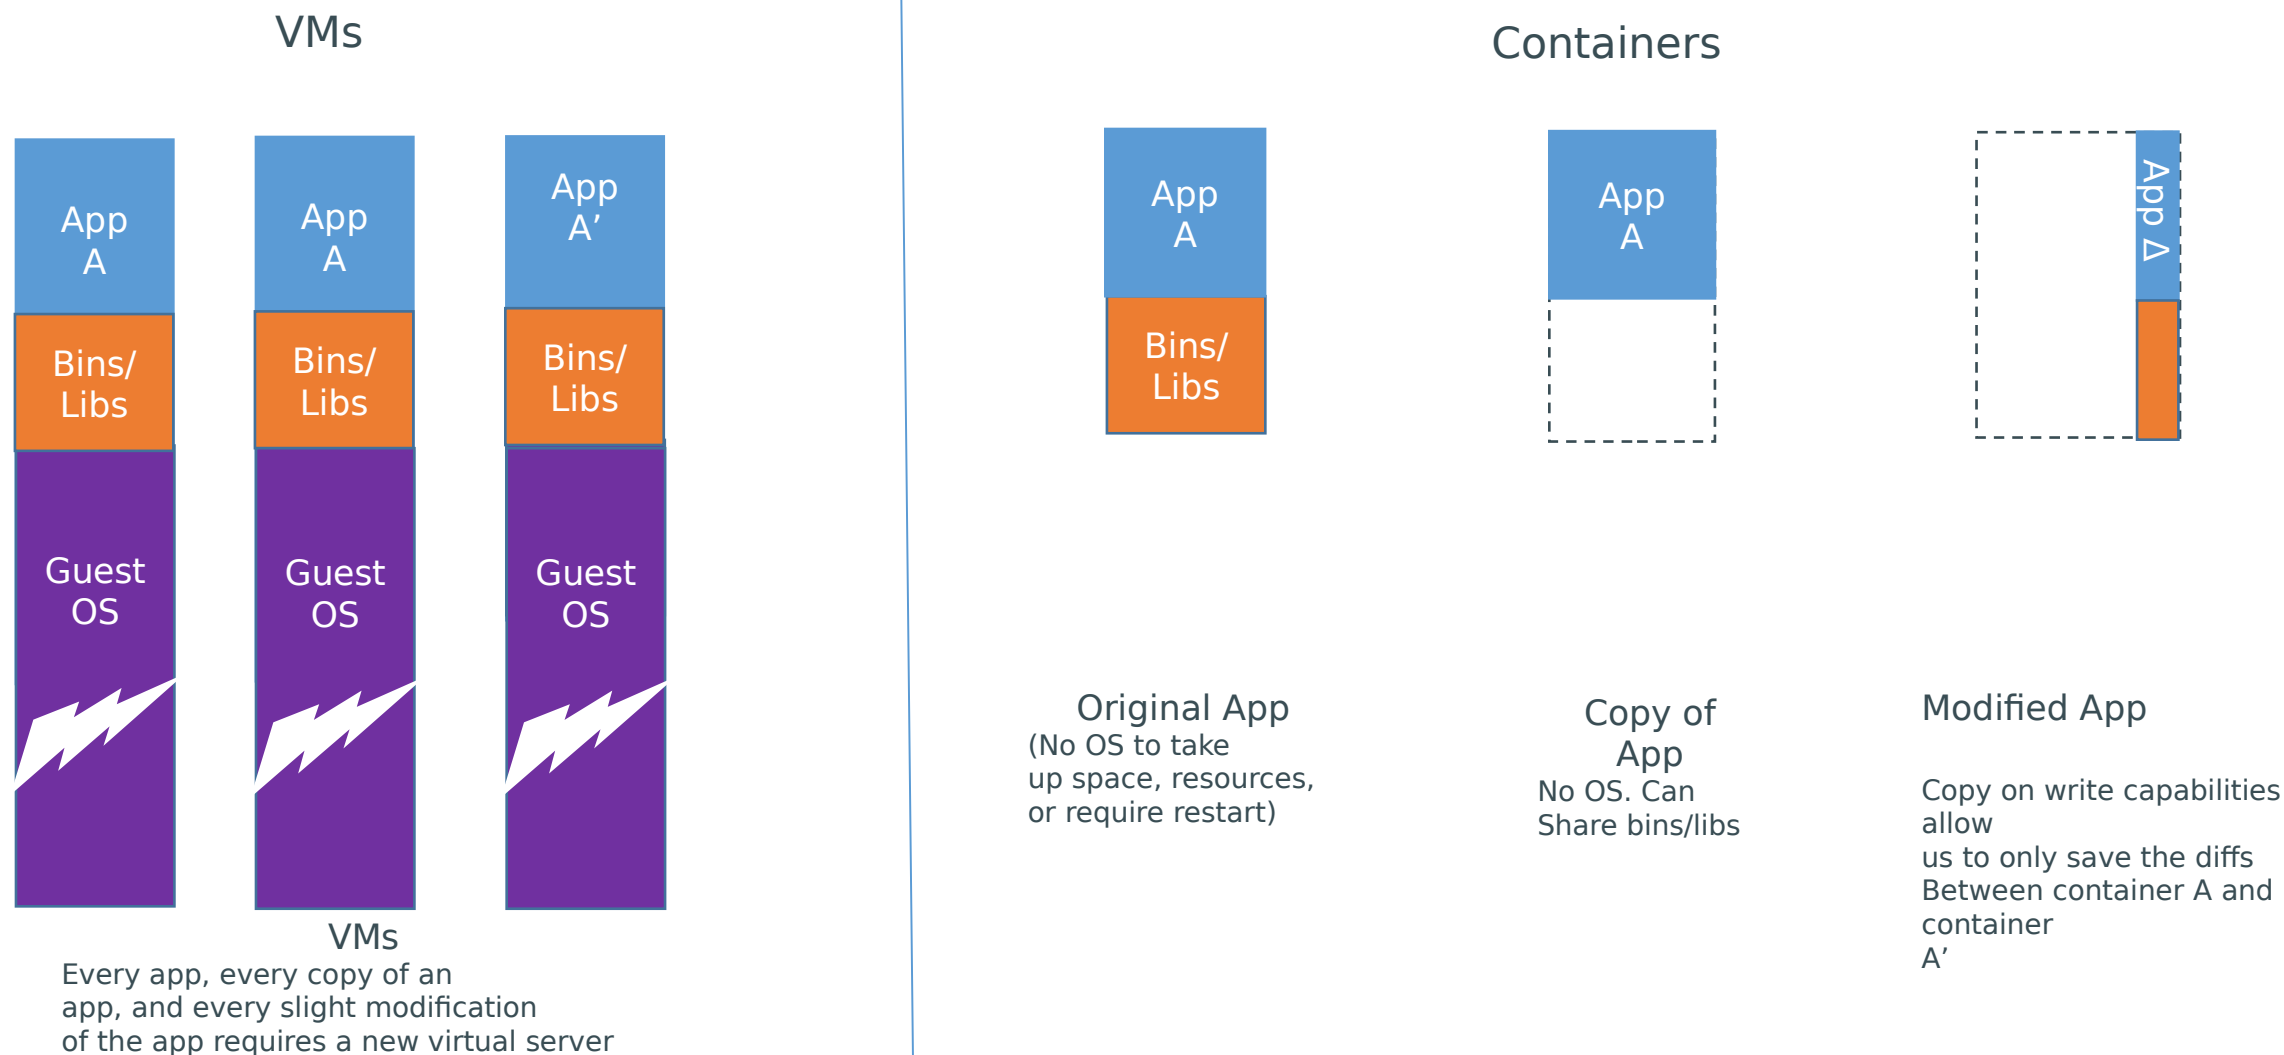 VMs
App
A
Bins/
Libs
Guest
OS
App
A
Bins/
Libs
Guest
OS
App
A’
Bins/
Libs
Guest
OS
VMs
Every app, every copy of an
app, and every slight modification
of the app requires a new virtual server
Containers
App
A
Bins/
Libs
Original App
(No OS to take
up space, resources,
or require restart)
App
A
Copy of
App
No OS. Can
Share bins/libs
App Δ
Modified App
Copy on write capabilities
allow
us to only save the diffs
Between container A and
container
A’